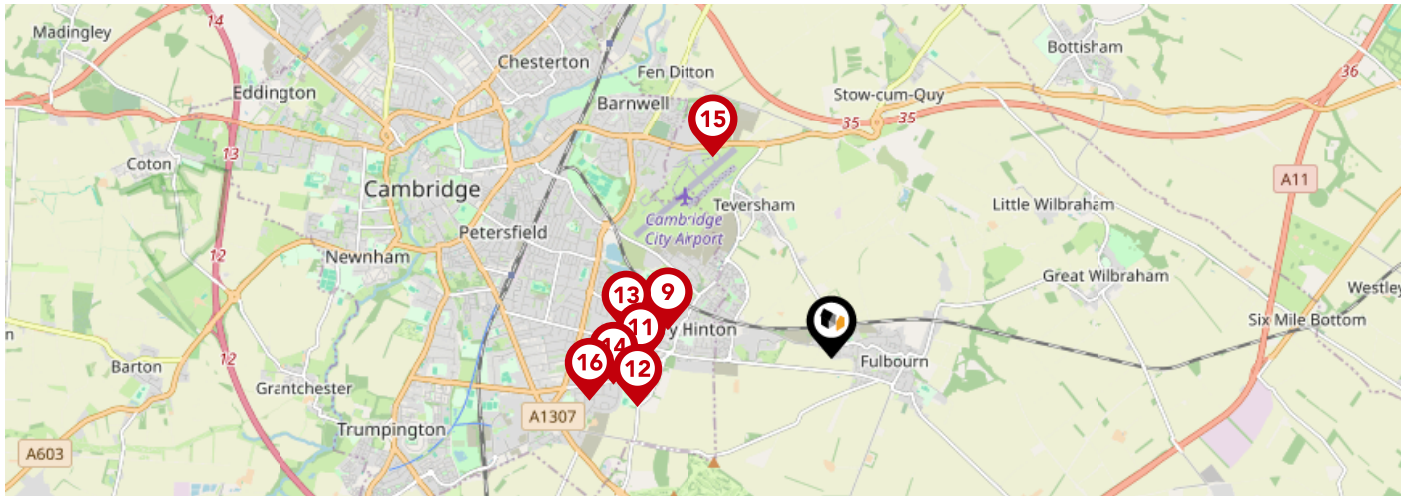 14
36
Madingley
Bottisham
Chesterton
Fen Ditton
Eddington
Stow-cum-Quy
Barnwell
15
35
35
13
Coton
A11
Cambridge
Little Wilbraham
Teversham
Cambridge
City Airport
Petersfield
12
Newnham
Great Wilbraham
Westley
13
9
11
y Hinton
Six Mile Bottom
n
14
16
12
Fulbourn
12
Barton
Grantchester
A1307
Trumpington
A603